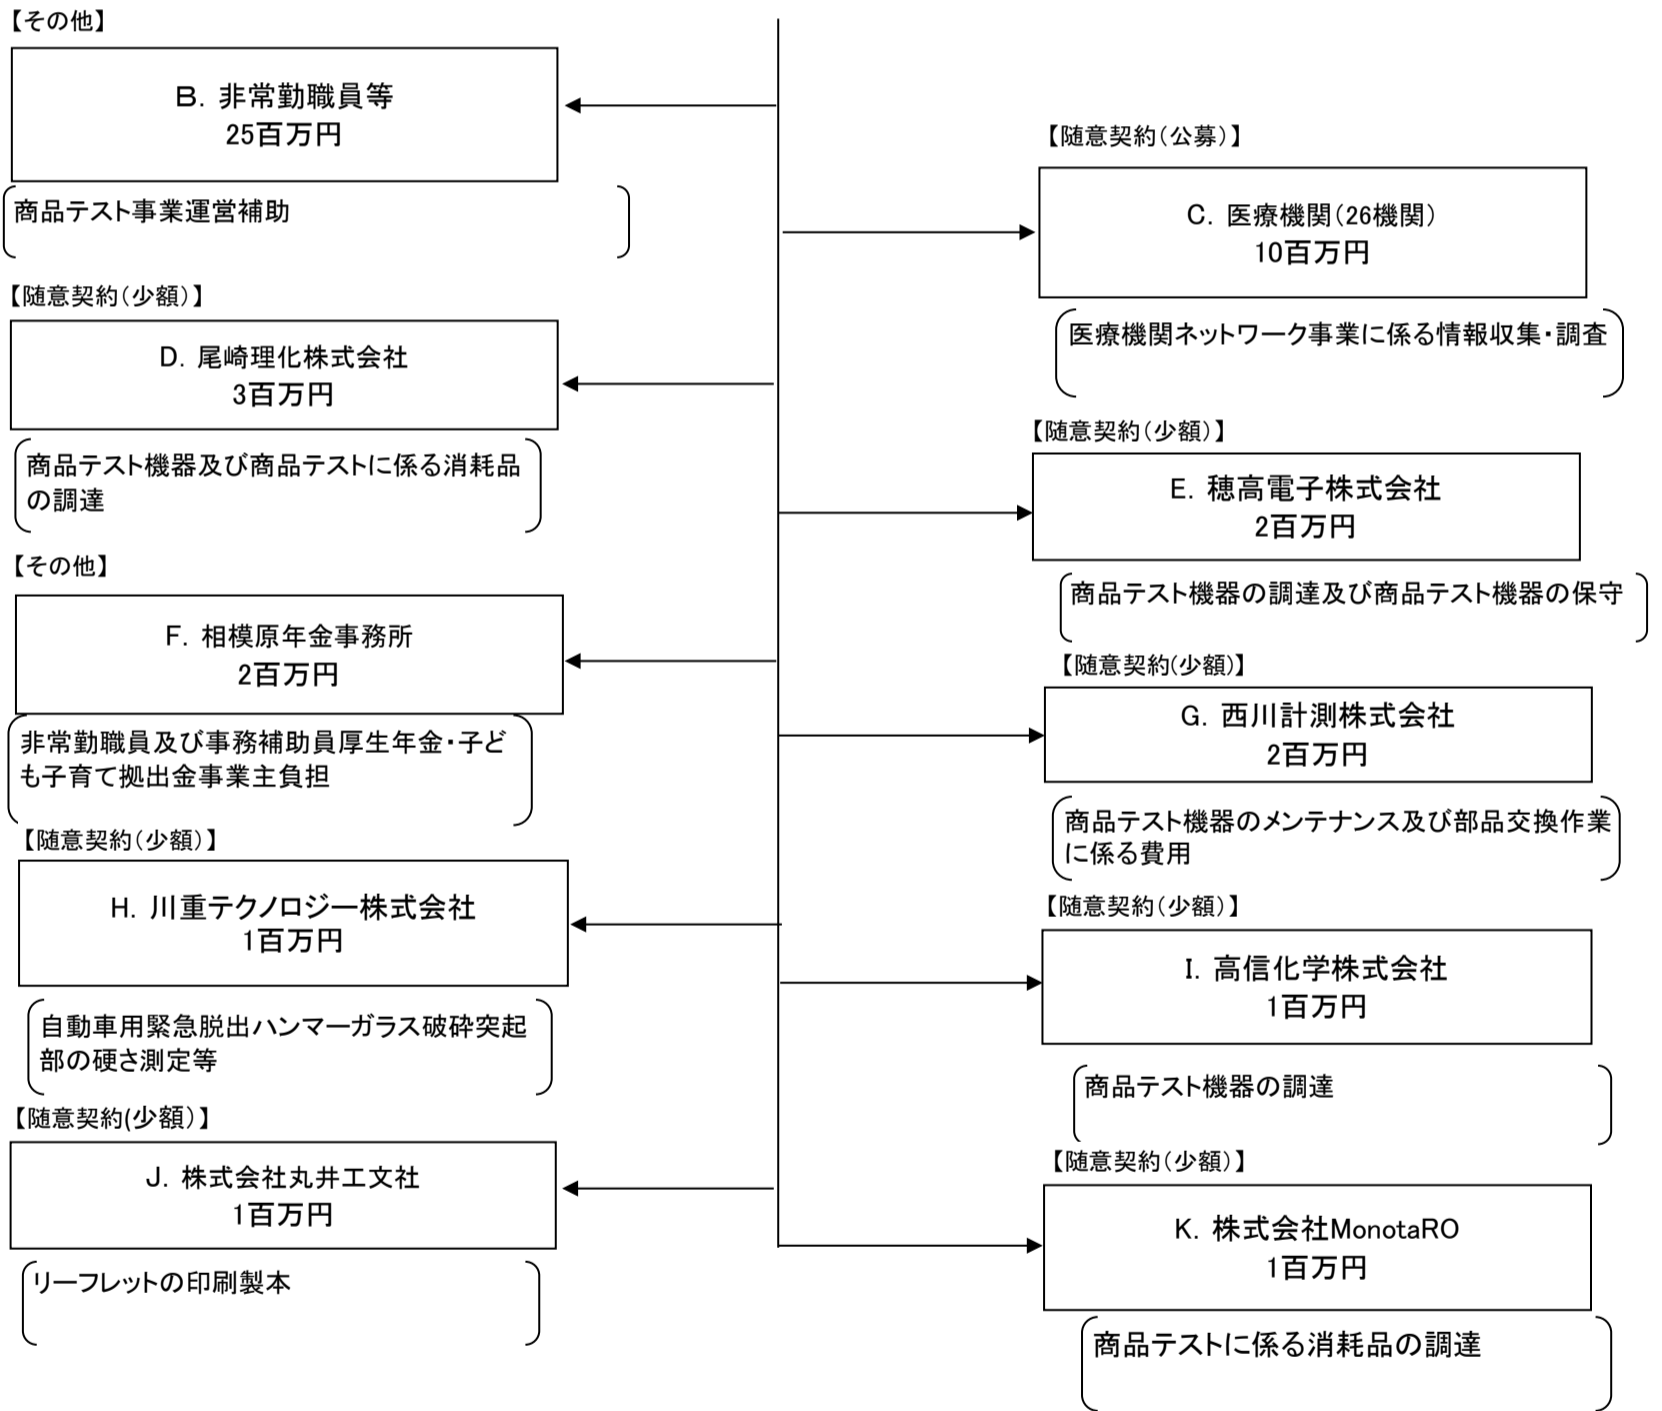 【その他】
B. 非常勤職員等
25百万円
商品テスト事業運営補助
【随意契約(公募)】
C. 医療機関(26機関)
10百万円
医療機関ネットワーク事業に係る情報収集・調査
【随意契約(少額)】
D. 尾崎理化株式会社
3百万円
商品テスト機器及び商品テストに係る消耗品
の調達
【随意契約(少額)】
E. 穂高電子株式会社
2百万円
商品テスト機器の調達及び商品テスト機器の保守
【その他】
F. 相模原年金事務所
2百万円
非常勤職員及び事務補助員厚生年金・子ど
も子育て拠出金事業主負担
【随意契約(少額)】
G. 西川計測株式会社
2百万円
商品テスト機器のメンテナンス及び部品交換作業
に係る費用
【随意契約(少額)】
H. 川重テクノロジー株式会社
1百万円
自動車用緊急脱出ハンマーガラス破砕突起
部の硬さ測定等
【随意契約(少額)】
I. 高信化学株式会社
1百万円
商品テスト機器の調達
【随意契約(少額)】
J. 株式会社丸井工文社
1百万円
リーフレットの印刷製本
【随意契約(少額)】
K. 株式会社MonotaRO
1百万円
商品テストに係る消耗品の調達